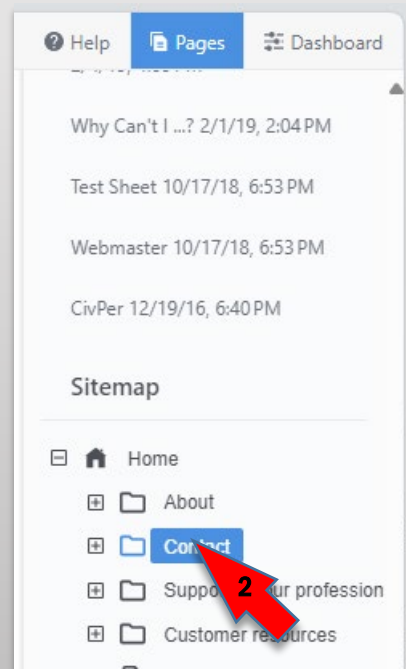 Help Pages Dashboard
Why Can't I ...? 2/1/19, 2:04 PM
Test Sheet 10/17/18, 6:53 PM
Webmaster 10/17/18, 6:53 PM
CivPer 12/19/16, 6:40 PM
Sitemap
Home
About
Contact
2
profession
Customer resources